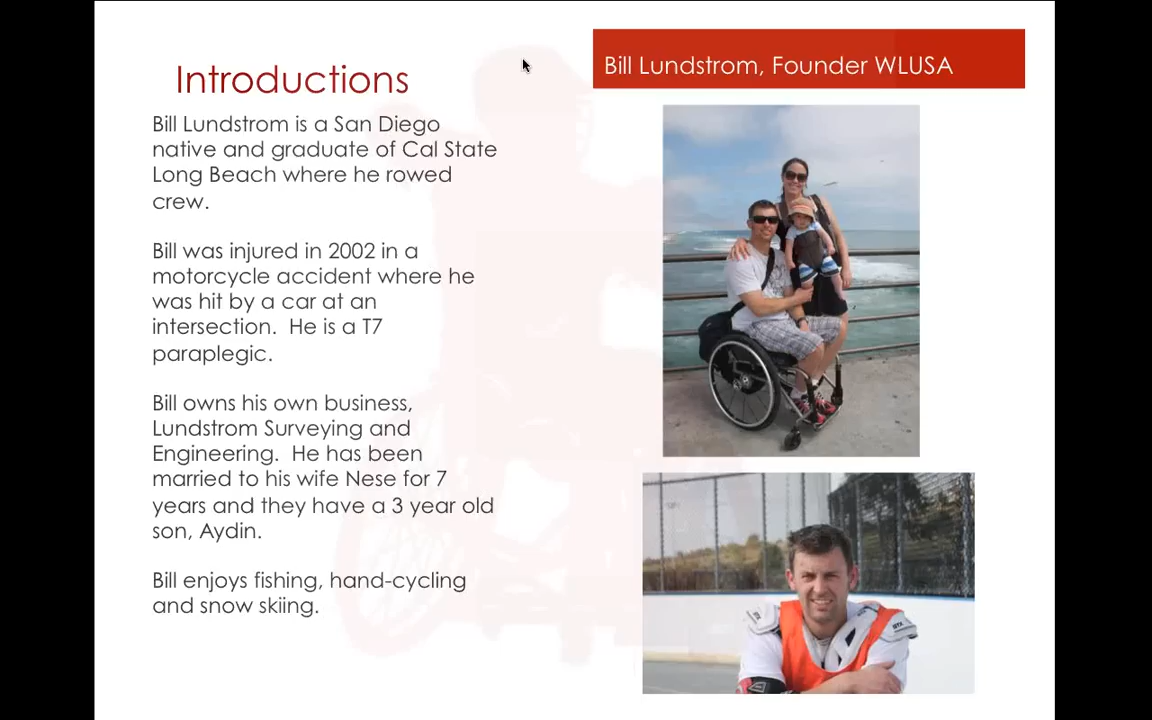 Introductions
Bill Lundstrom, Founder WLUSA
Bill Lundstrom is a San Diego
native and graduate of Cal State
Long Beach where he rowed
crew.
Bill was injured in 2002 in a
motorcycle accident where he
was hit by a car at an
intersection.  He is a T7
paraplegic.
Bill owns his own business,
Lundstrom Surveying and
Engineering.  He has been
married to his wife Nese for 7
years and they have a 3 year old
son, Aydin.
Bill enjoys fishing, hand-cycling
and snow skiing.